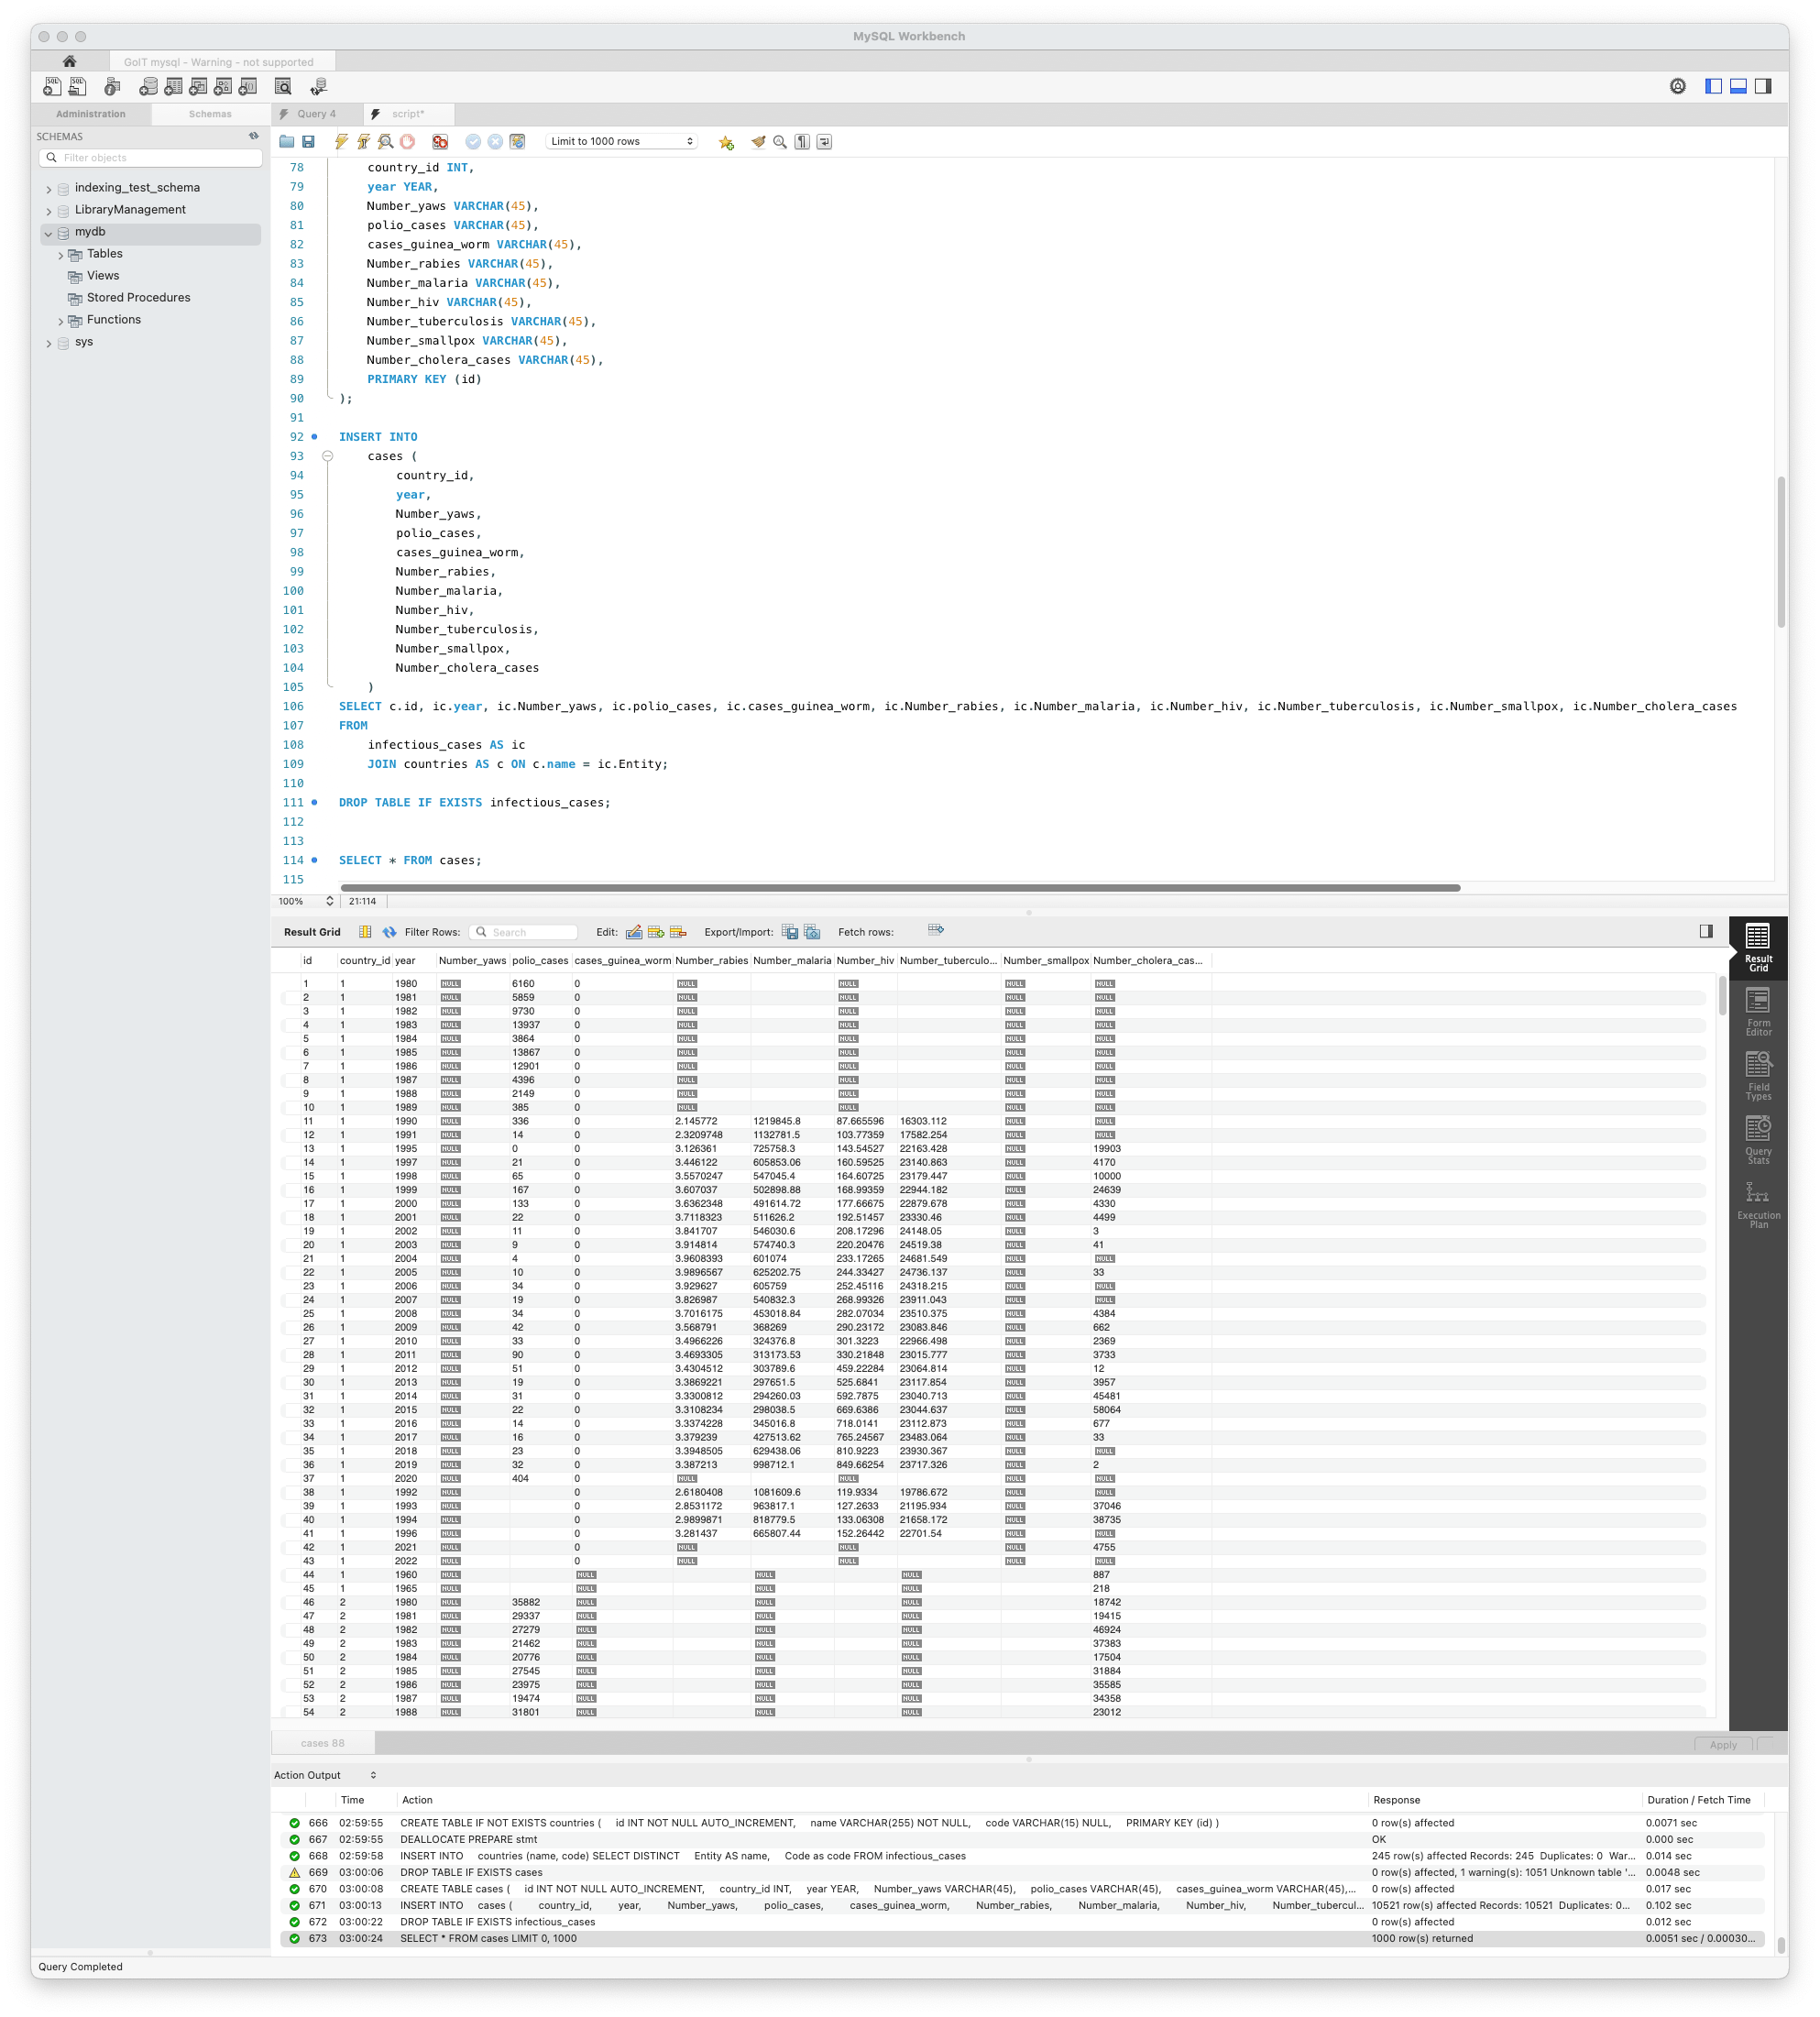 MySQL Workbench
GoIT mysql - Warning - not supported
Administration Schemas Query 4 script*
SCHEMAS
Filter objects
Limit to 1000 rows
indexing_test_schema
LibraryManagement
mydb
Tables
Views
Stored Procedures
Functions
sys
78 country_id INT,
79 year YEAR,
80 Number_yaws VARCHAR(45),
81 polio_cases VARCHAR(45),
82 cases_guinea_worm VARCHAR(45),
83 Number_rabies VARCHAR(45),
84 Number_malaria VARCHAR(45),
85 Number_hiv VARCHAR(45),
86 Number_tuberculosis VARCHAR(45),
87 Number_smallpox VARCHAR(45),
88 Number_cholera_cases VARCHAR(45),
89 PRIMARY KEY (id)
90 );
91
92 INSERT INTO
93 cases (
94 country_id,
95 year,
96 Number_yaws,
97 polio_cases,
98 cases_guinea_worm,
99 Number_rabies,
100 Number_malaria,
101 Number_hiv,
102 Number_tuberculosis,
103 Number_smallpox,
104 Number_cholera_cases
105 )
106 SELECT c.id, ic.year, ic.Number_yaws, ic.polio_cases, ic.cases_guinea_worm, ic.Number_rabies, ic.Number_malaria, ic.Number_hiv, ic.Number_tuberculosis, ic.Number_smallpox, ic.Number_cholera_cases
107 FROM
108 infectious_cases AS ic
109 JOIN countries AS c ON c.name = ic.Entity;
110
111 DROP TABLE IF EXISTS infectious_cases;
112
113
114 SELECT * FROM cases;
115
100% 21:114
Result Grid Filter Rows: Search Edit: Export/Import: Fetch rows:
Result Grid
Form Editor
Field Types
Query Stats
Execution Plan
id country_id year Number_yaws polio_cases cases_guinea_worm Number_rabies Number_malaria Number_hiv Number_tuberculo... Number_smallpox Number_cholera_cas...
1 1 1980 NULL 6160 0 NULL NULL NULL NULL
2 1 1981 NULL 5859 0 NULL NULL NULL NULL
3 1 1982 NULL 9730 0 NULL NULL NULL NULL
4 1 1983 NULL 13937 0 NULL NULL NULL NULL
5 1 1984 NULL 3864 0 NULL NULL NULL NULL
6 1 1985 NULL 13867 0 NULL NULL NULL NULL
7 1 1986 NULL 12901 0 NULL NULL NULL NULL
8 1 1987 NULL 4396 0 NULL NULL NULL NULL
9 1 1988 NULL 2149 0 NULL NULL NULL NULL
10 1 1989 NULL 385 0 NULL NULL NULL NULL
11 1 1990 NULL 336 0 2.145772 1219845.8 87.665596 16303.112 NULL NULL
12 1 1991 NULL 14 0 2.3209748 1132781.5 103.77359 17582.254 NULL NULL
13 1 1995 NULL 0 0 3.126361 725758.3 143.54527 22163.428 NULL 19903
14 1 1997 NULL 21 0 3.446122 605853.06 160.59525 23140.863 NULL 4170
15 1 1998 NULL 65 0 3.5570247 547045.4 164.60725 23179.447 NULL 10000
16 1 1999 NULL 167 0 3.607037 502898.88 168.99359 22944.182 NULL 24639
17 1 2000 NULL 133 0 3.6362348 491614.72 177.66675 22879.678 NULL 4330
18 1 2001 NULL 22 0 3.7118323 511626.2 192.51457 23330.46 NULL 4499
19 1 2002 NULL 11 0 3.841707 546030.6 208.17296 24148.05 NULL 3
20 1 2003 NULL 9 0 3.914814 574740.3 220.20476 24519.38 NULL 41
21 1 2004 NULL 4 0 3.9608393 601074 233.17265 24681.549 NULL NULL
22 1 2005 NULL 10 0 3.9896567 625202.75 244.33427 24736.137 NULL 33
23 1 2006 NULL 34 0 3.929627 605759 252.45116 24318.215 NULL NULL
24 1 2007 NULL 19 0 3.826987 540832.3 268.99326 23911.043 NULL NULL
25 1 2008 NULL 34 0 3.7016175 453018.84 282.07034 23510.375 NULL 4384
26 1 2009 NULL 42 0 3.568791 368269 290.23172 23083.846 NULL 662
27 1 2010 NULL 33 0 3.4966226 324376.8 301.3223 22966.498 NULL 2369
28 1 2011 NULL 90 0 3.4693305 313173.53 330.21848 23015.777 NULL 3733
29 1 2012 NULL 51 0 3.4304512 303789.6 459.22284 23064.814 NULL 12
30 1 2013 NULL 19 0 3.3869221 297651.5 525.6841 23117.854 NULL 3957
31 1 2014 NULL 31 0 3.3300812 294260.03 592.7875 23040.713 NULL 45481
32 1 2015 NULL 22 0 3.3108234 298038.5 669.6386 23044.637 NULL 58064
33 1 2016 NULL 14 0 3.3374228 345016.8 718.0141 23112.873 NULL 677
34 1 2017 NULL 16 0 3.379239 427513.62 765.24567 23483.064 NULL 33
35 1 2018 NULL 23 0 3.3948505 629438.06 810.9223 23930.367 NULL NULL
36 1 2019 NULL 32 0 3.387213 998712.1 849.66254 23717.326 NULL 2
37 1 2020 NULL 404 0 NULL NULL NULL NULL
38 1 1992 NULL 0 2.6180408 1081609.6 119.9334 19786.672 NULL NULL
39 1 1993 NULL 0 2.8531172 963817.1 127.2633 21195.934 NULL 37046
40 1 1994 NULL 0 2.9899871 818779.5 133.06308 21658.172 NULL 38735
41 1 1996 NULL 0 3.281437 665807.44 152.26442 22701.54 NULL NULL
42 1 2021 NULL 0 NULL NULL NULL 4755
43 1 2022 NULL 0 NULL NULL NULL NULL
44 1 1960 NULL NULL NULL NULL 887
45 1 1965 NULL NULL NULL NULL 218
46 2 1980 NULL 35882 NULL NULL NULL 18742
47 2 1981 NULL 29337 NULL NULL NULL 19415
48 2 1982 NULL 27279 NULL NULL NULL 46924
49 2 1983 NULL 21462 NULL NULL NULL 37383
50 2 1984 NULL 20776 NULL NULL NULL 17504
51 2 1985 NULL 27545 NULL NULL NULL 31884
52 2 1986 NULL 23975 NULL NULL NULL 35585
53 2 1987 NULL 19474 NULL NULL NULL 34358
54 2 1988 NULL 31801 NULL NULL NULL 23012
cases 88 Apply
Action Output
Time Action Response Duration / Fetch Time
666 02:59:55 CREATE TABLE IF NOT EXISTS countries ( id INT NOT NULL AUTO_INCREMENT, name VARCHAR(255) NOT NULL, code VARCHAR(15) NULL, PRIMARY KEY (id) ) 0 row(s) affected 0.0071 sec
667 02:59:55 DEALLOCATE PREPARE stmt OK 0.000 sec
668 02:59:58 INSERT INTO countries (name, code) SELECT DISTINCT Entity AS name, Code as code FROM infectious_cases 245 row(s) affected Records: 245 Duplicates: 0 War... 0.014 sec
669 03:00:06 DROP TABLE IF EXISTS cases 0 row(s) affected, 1 warning(s): 1051 Unknown table '... 0.0048 sec
670 03:00:08 CREATE TABLE cases ( id INT NOT NULL AUTO_INCREMENT, country_id INT, year YEAR, Number_yaws VARCHAR(45), polio_cases VARCHAR(45), cases_guinea_worm VARCHAR(45),... 0 row(s) affected 0.017 sec
671 03:00:13 INSERT INTO cases ( country_id, year, Number_yaws, polio_cases, cases_guinea_worm, Number_rabies, Number_malaria, Number_hiv, Number_tubercul... 10521 row(s) affected Records: 10521 Duplicates: 0... 0.102 sec
672 03:00:22 DROP TABLE IF EXISTS infectious_cases 0 row(s) affected 0.012 sec
673 03:00:24 SELECT * FROM cases LIMIT 0, 1000 1000 row(s) returned 0.0051 sec / 0.00030...
Query Completed